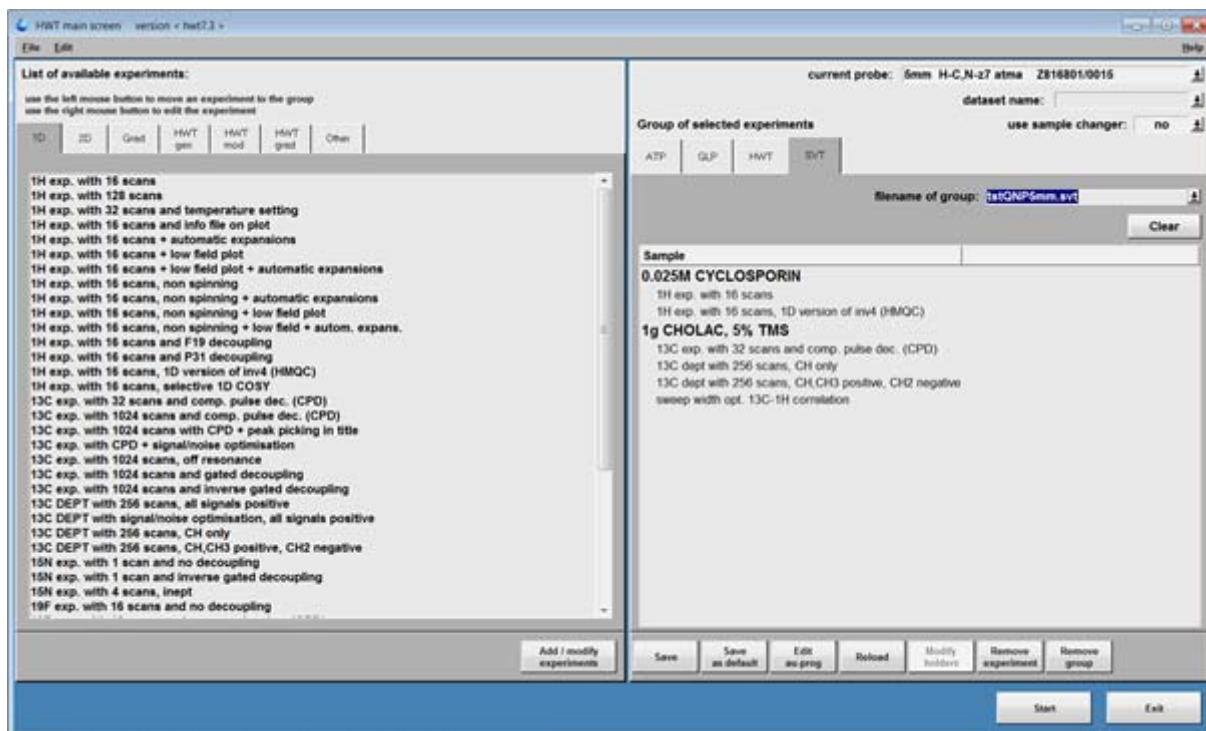 HWT main screen version < hwt7.3 >
File Edit Help
List of available experiments:
use the left mouse button to move an experiment to the group
use the right mouse button to edit the experiment
1D 2D Grad HWT gen HWT mod HWT grad Other
1H exp. with 16 scans
1H exp. with 128 scans
1H exp. with 32 scans and temperature setting
1H exp. with 16 scans and info file on plot
1H exp. with 16 scans + automatic expansions
1H exp. with 16 scans + low field plot
1H exp. with 16 scans + low field plot + automatic expansions
1H exp. with 16 scans, non spinning
1H exp. with 16 scans, non spinning + automatic expansions
1H exp. with 16 scans, non spinning + low field plot
1H exp. with 16 scans, non spinning + low field + autom. expans.
1H exp. with 16 scans and F19 decoupling
1H exp. with 16 scans and P31 decoupling
1H exp. with 16 scans, 1D version of inv4 (HMQC)
1H exp. with 16 scans, selective 1D COSY
13C exp. with 32 scans and comp. pulse dec. (CPD)
13C exp. with 1024 scans and comp. pulse dec. (CPD)
13C exp. with 1024 scans with CPD + peak picking in title
13C exp. with CPD + signal/noise optimisation
13C exp. with 1024 scans, off resonance
13C exp. with 1024 scans and gated decoupling
13C exp. with 1024 scans and inverse gated decoupling
13C DEPT with 256 scans, all signals positive
13C DEPT with signal/noise optimisation, all signals positive
13C DEPT with 256 scans, CH only
13C DEPT with 256 scans, CH,CH3 positive, CH2 negative
15N exp. with 1 scan and no decoupling
15N exp. with 1 scan and inverse gated decoupling
15N exp. with 4 scans, inept
19F exp. with 16 scans and no decoupling
Add / modify
experiments
current probe: 5mm H-C,N-z7 atma Z816801/0015
dataset name:
Group of selected experiments use sample changer: no
ATP GLP HWT SVT
filename of group: tstQNP5mm.svt
Clear
Sample
0.025M CYCLOSPORIN
1H exp. with 16 scans
1H exp. with 16 scans, 1D version of inv4 (HMQC)
1g CHOLAC, 5% TMS
13C exp. with 32 scans and comp. pulse dec. (CPD)
13C dept with 256 scans, CH only
13C dept with 256 scans, CH,CH3 positive, CH2 negative
sweep width opt. 13C-1H correlation
Save Save as default Edit au prog Reload Modify holders Remove experiment Remove group
Start Exit